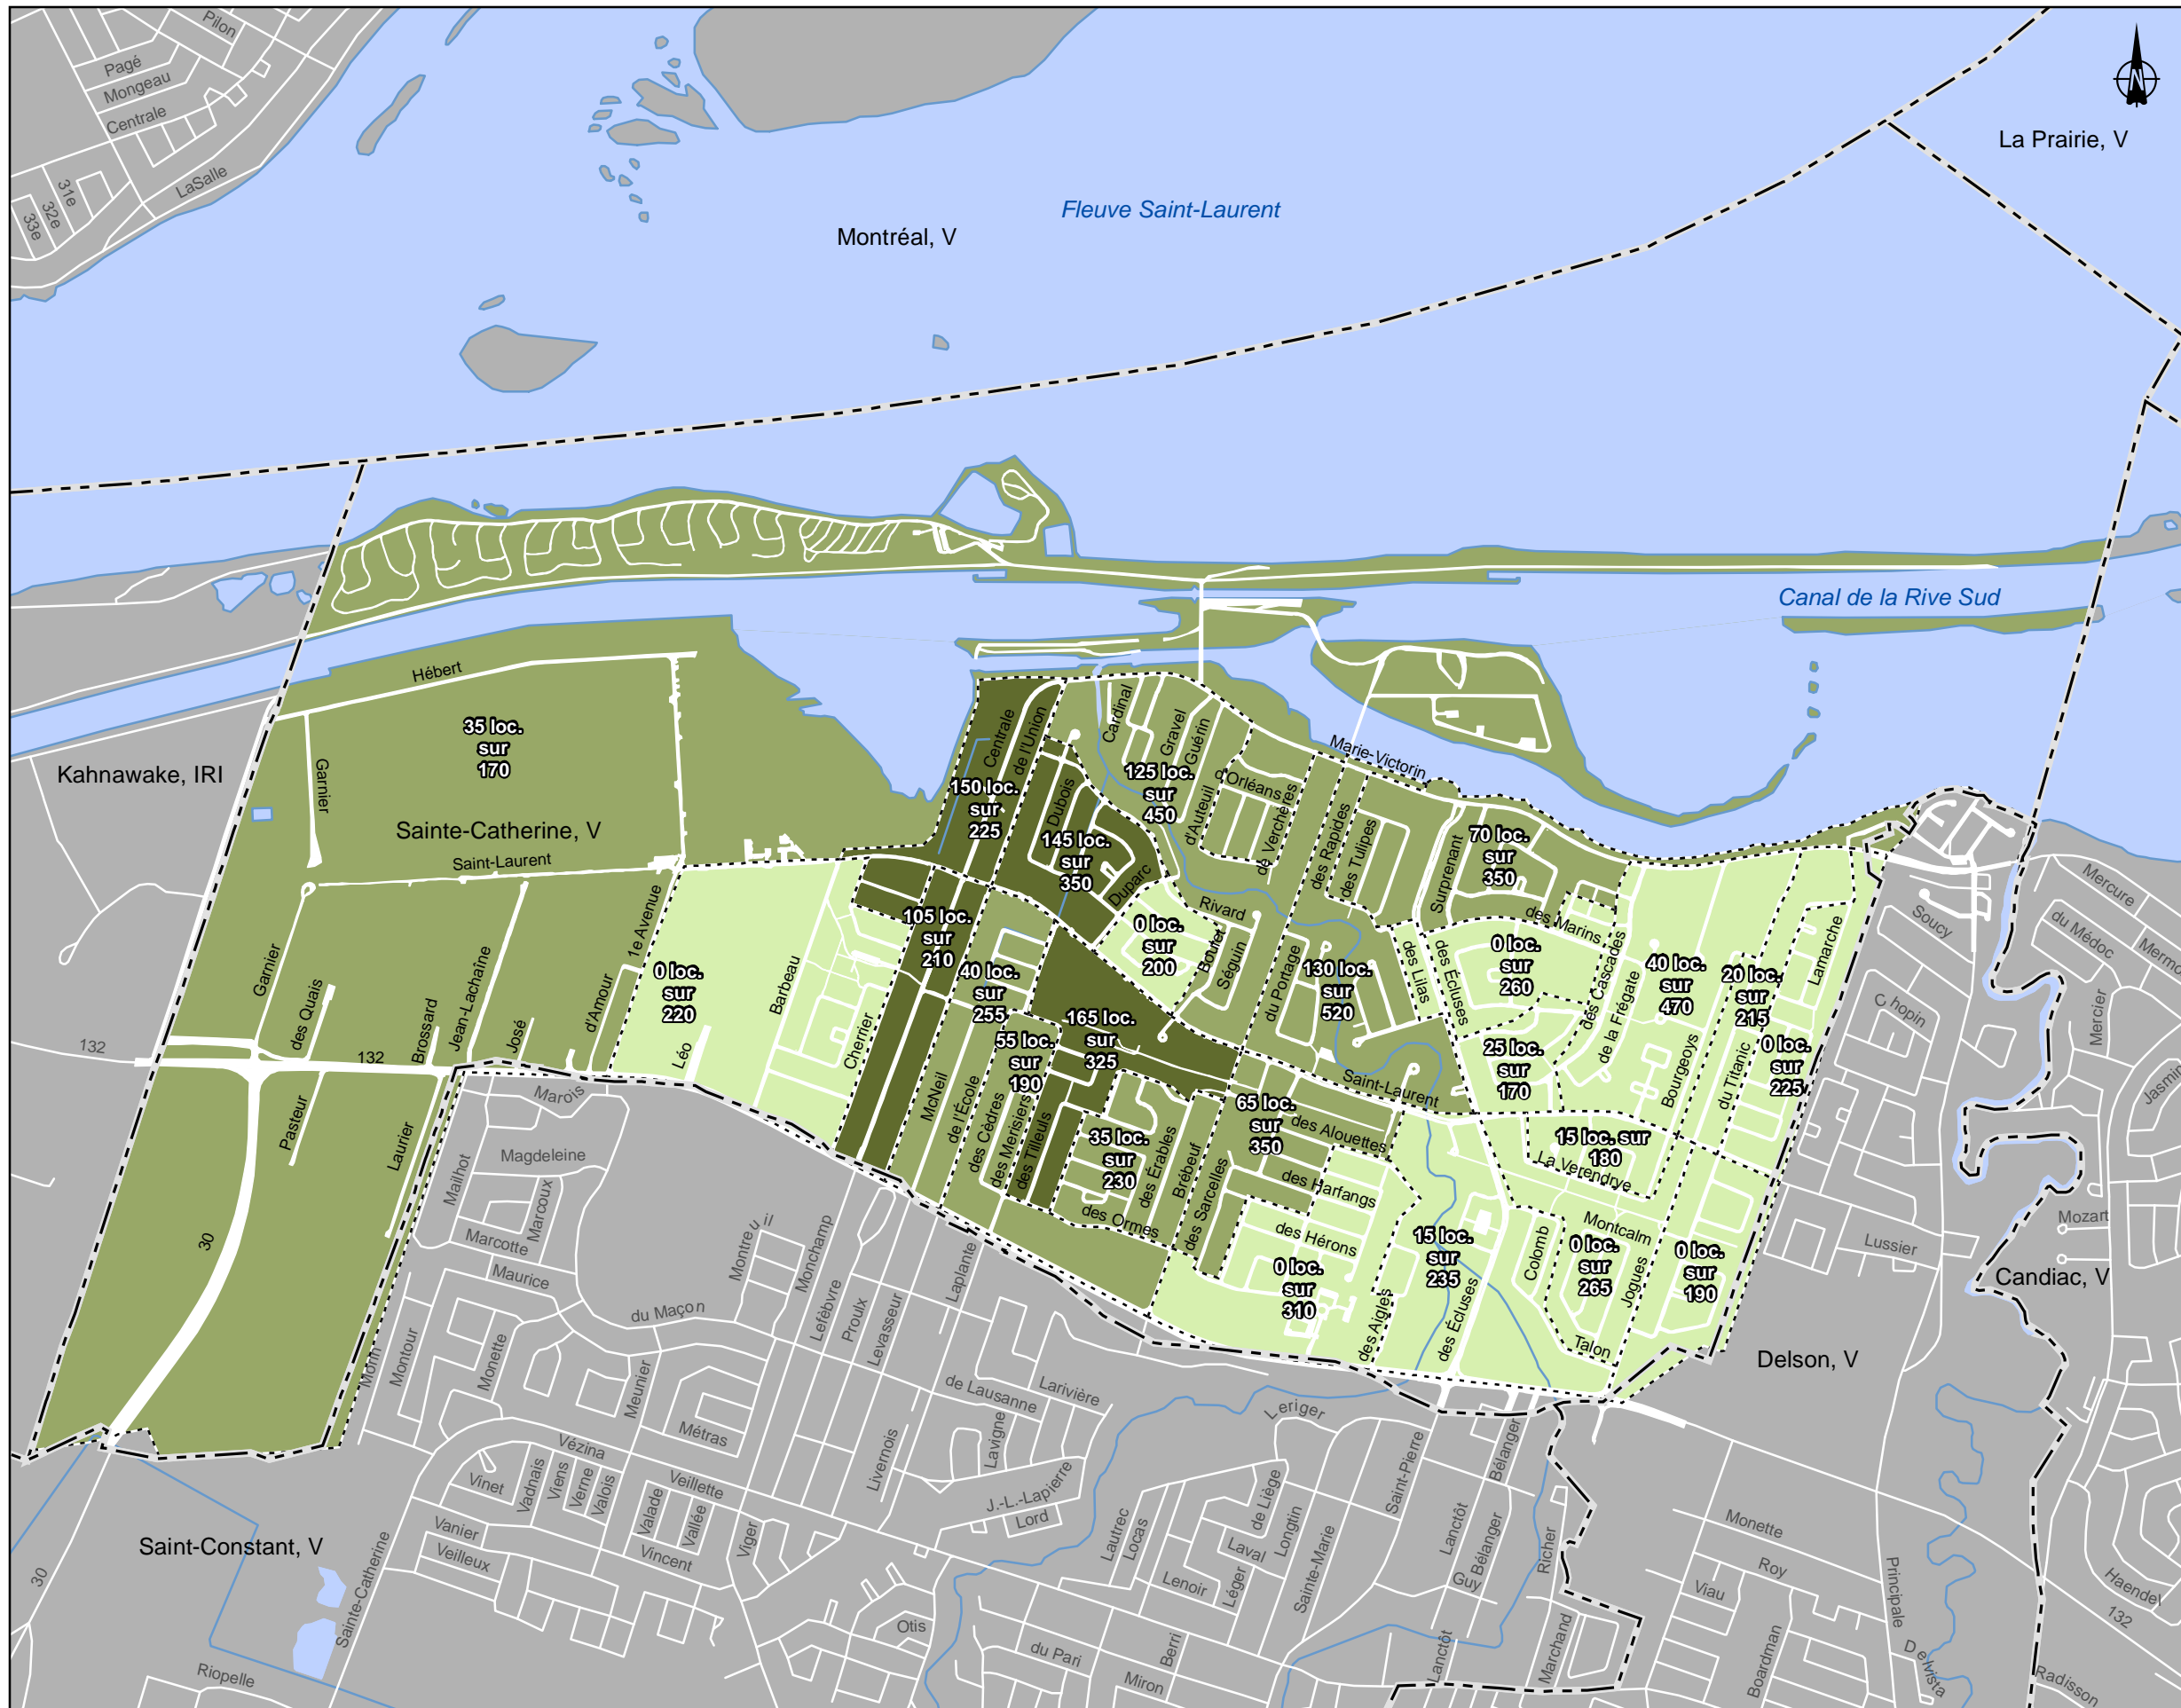 Pilon
Pagé
Mongeau
Centrale
LaSalle
31e
32e
33e
N
La Prairie, V
Fleuve Saint-Laurent
Montréal, V
Canal de la Rive Sud
Hébert
35 loc.
sur
170
Kahnawake, IRI
Garnier
Sainte-Catherine, V
Saint-Laurent
Centrale
de l'Union
Cardinal
Gravel
Guérin
Marie-Victorin
150 loc.
sur
225
Dubois
125 loc.
sur
450
d'Orléans
d'Auteuil
de Verchères
145 loc.
sur
350
Duparc
des Rapides
des Tulipes
Surprenant
70 loc.
sur
350
des Marins
1e Avenue
Garnier
des Quais
Brossard
Jean-Lachaîne
José
d'Amour
132
132
0 loc.
sur
220
Léo
Barbeau
Cherrier
105 loc.
sur
210
40 loc.
sur
255
0 loc.
sur
200
Rivard
Boutet
Séguin
du Portage
130 loc.
sur
520
des Lilas
des Écluses
0 loc.
sur
260
des Cascades
de la Frégate
40 loc.
sur
470
20 loc.
sur
215
Lamarche
Bourgeoys
du Titanic
0 loc.
sur
225
25 loc.
sur
170
165 loc.
sur
325
55 loc.
sur
190
McNeil
de l'École
des Cèdres
des Merisiers
des Tilleuls
Saint-Laurent
65 loc.
sur
350
des Alouettes
35 loc.
sur
230
des Érables
Brébeuf
des Sarcelles
des Ormes
des Harfangs
des Hérons
0 loc.
sur
310
des Aigles
15 loc.
sur
235
des Écluses
15 loc. sur
180
La Verendrye
Montcalm
Colomb
0 loc.
sur
265
Jogues
0 loc.
sur
190
Talon
Pasteur
Laurier
30
Marois
Magdeleine
Mailhot
Marcoux
Marcotte
Maurice
Montreuil
Monchamp
du Maçon
Lefebvre
Proulx
Levasseur
Laplante
Morin
Montour
Monette
Meunier
Métras
de Lausanne
Larivière
Lavigne
Livernois
J.-L.-Lapierre
Lord
Leriger
Vézina
Vinet
Vadnais
Viens
Verne
Valois
Veillette
Valade
Vallée
Viger
Vincent
Vanier
Veilleux
Saint-Constant, V
30
Sainte-Catherine
Riopelle
Otis
du Pari
Miron
Berri
Lautrec
Locas
Lenoir
Laval
Léger
de Liège
Longtin
Sainte-Marie
Saint-Pierre
Lanctôt
Bélanger
Bélanger
Guy
Richer
Lanctôt
Marchand
Delson, V
Monette
Roy
Viau
Boardman
Principale
Delvista
Radisson
132
Haendel
Candiac, V
Mozart
Lussier
Chopin
Soucy
Mercure
du Médoc
Mercier
Jasmin